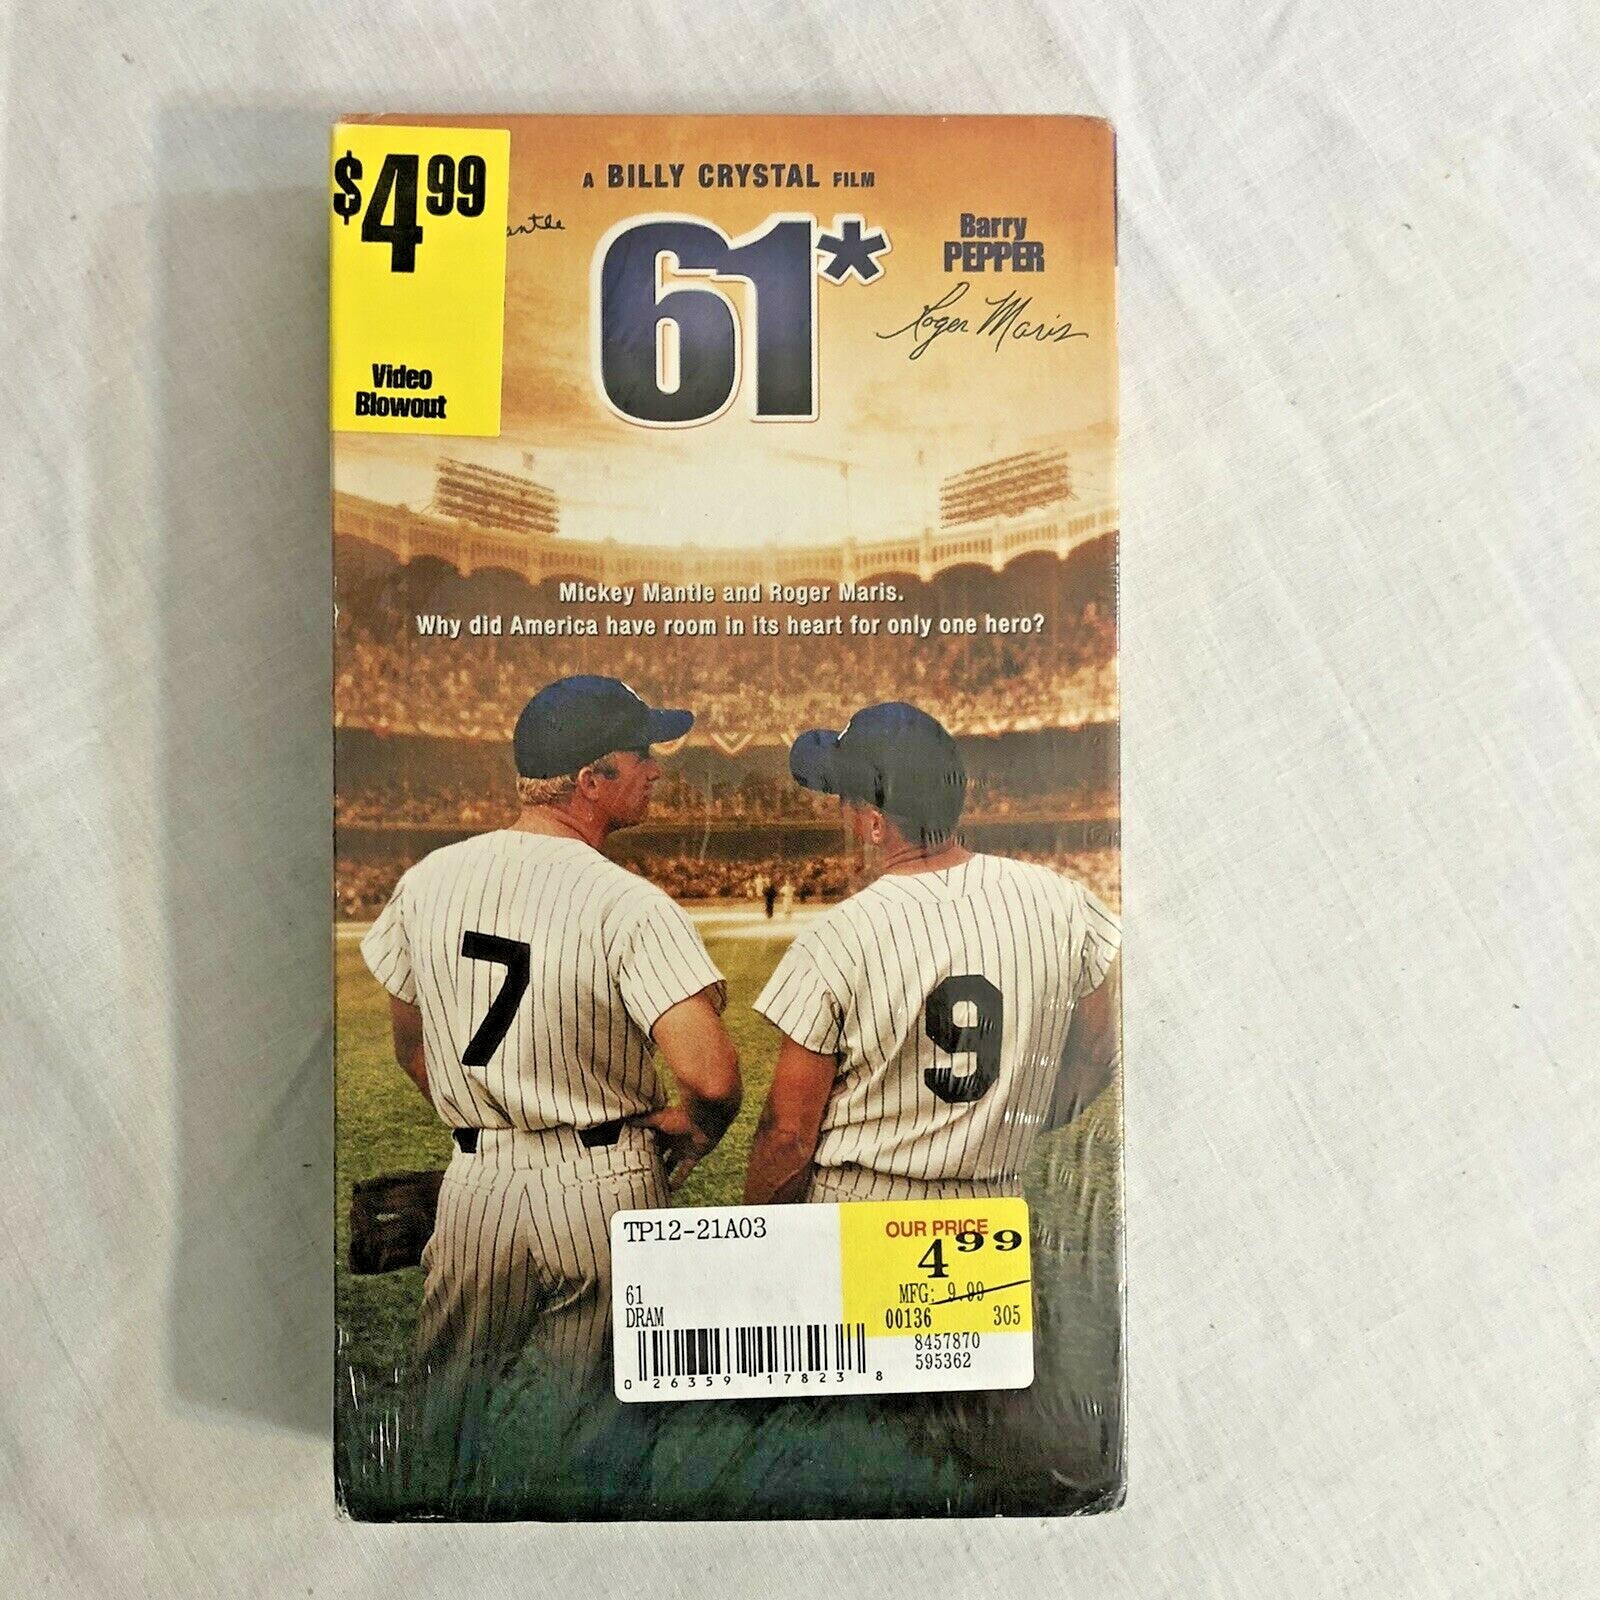 $4.99
Video
Blowout
A BILLY CRYSTAL FILM
61*
Barry
PEPPER
Roger Maris
Mickey Mantle and Roger Maris.
Why did America have room in its heart for only one hero?
7
9
TP12-21A03
OUR PRICE
4.99
61
MFG: 9.99
DRAM
00136 305
8457870
595362
0 26359 17823 8